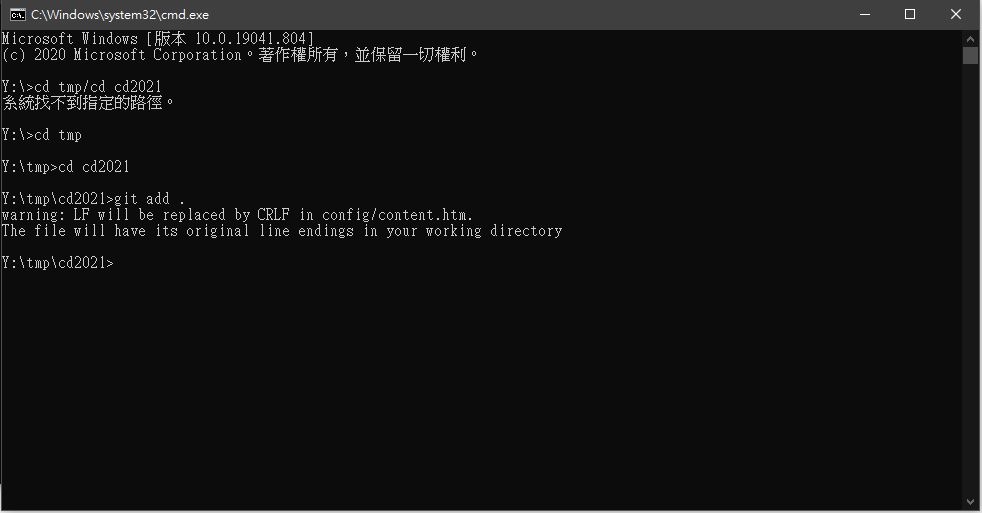 C:\Windows\system32\cmd.exe
Microsoft Windows [版本 10.0.19041.804]
(c) 2020 Microsoft Corporation。著作權所有，並保留一切權利。
Y:\>cd tmp/cd cd2021
系統找不到指定的路徑。
Y:\>cd tmp
Y:\tmp>cd cd2021
Y:\tmp\cd2021>git add .
warning: LF will be replaced by CRLF in config/content.htm.
The file will have its original line endings in your working directory
Y:\tmp\cd2021>